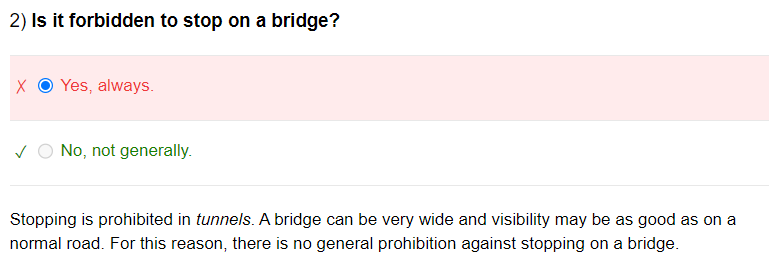 2) Is it forbidden to stop on a bridge?
✗ Yes, always.
✓ No, not generally.
Stopping is prohibited in tunnels. A bridge can be very wide and visibility may be as good as on a
normal road. For this reason, there is no general prohibition against stopping on a bridge.